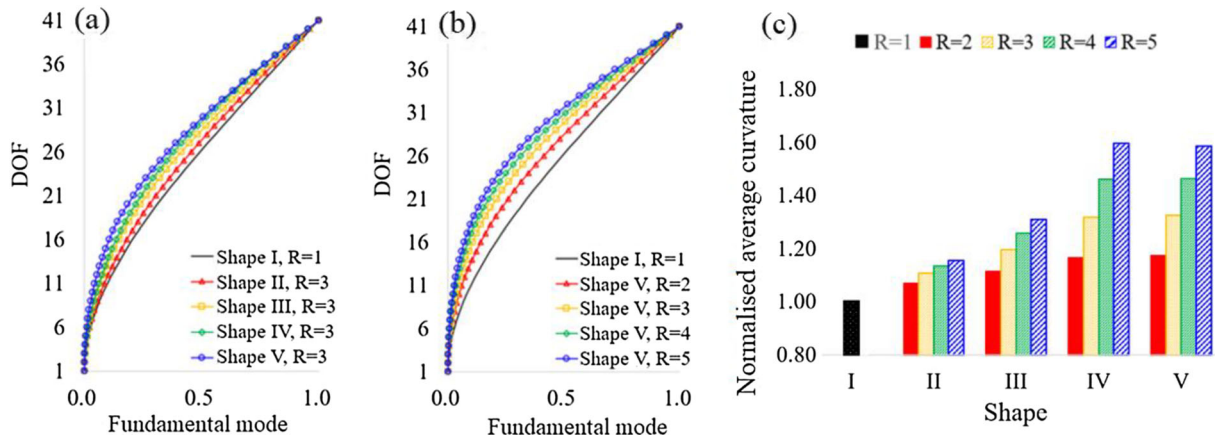 (a)
DOF
41
36
31
26
21
16
11
6
1
Shape I, R=1
Shape II, R=3
Shape III, R=3
Shape IV, R=3
Shape V, R=3
0.0 0.5 1.0
Fundamental mode
(b)
DOF
41
36
31
26
21
16
11
6
1
Shape I, R=1
Shape V, R=2
Shape V, R=3
Shape V, R=4
Shape V, R=5
0.0 0.5 1.0
Fundamental mode
(c)
R=1 R=2 R=3 R=4 R=5
Normalised average curvature
1.80
1.60
1.40
1.20
1.00
0.80
I II III IV V
Shape